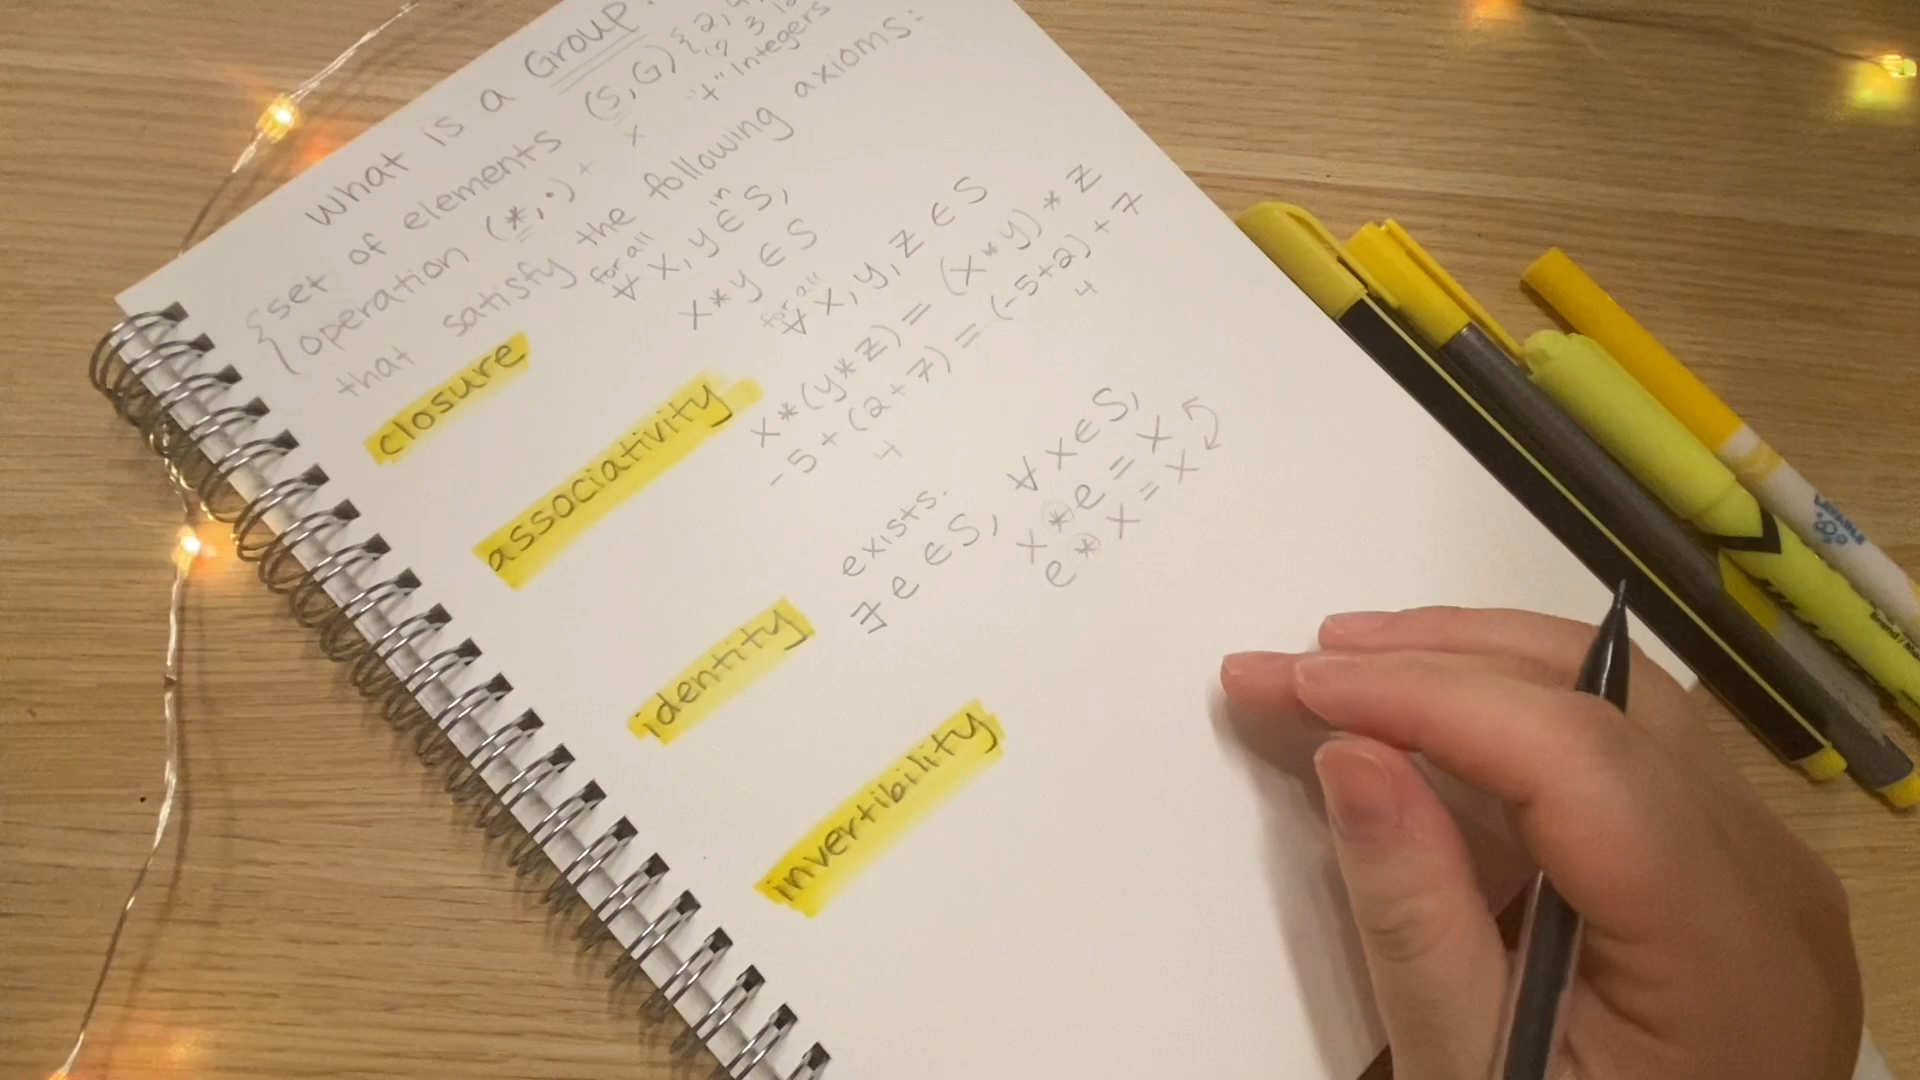 What is a Group
{ set of elements (S, G) {2, 4
operation (*, ·) + x "+" Integers
that satisfy the following axioms:
closure
for all in
∀ x, y ∈ S,
x * y ∈ S
associativity
for all
∀ x, y, z ∈ S
x * (y * z) = (x * y) * z
-5 + (2 + 7) = (-5 + 2) + 7
4 4
identity
exists
∃ e ∈ S, ∀ x ∈ S,
x * e = x
e * x = x
invertibility